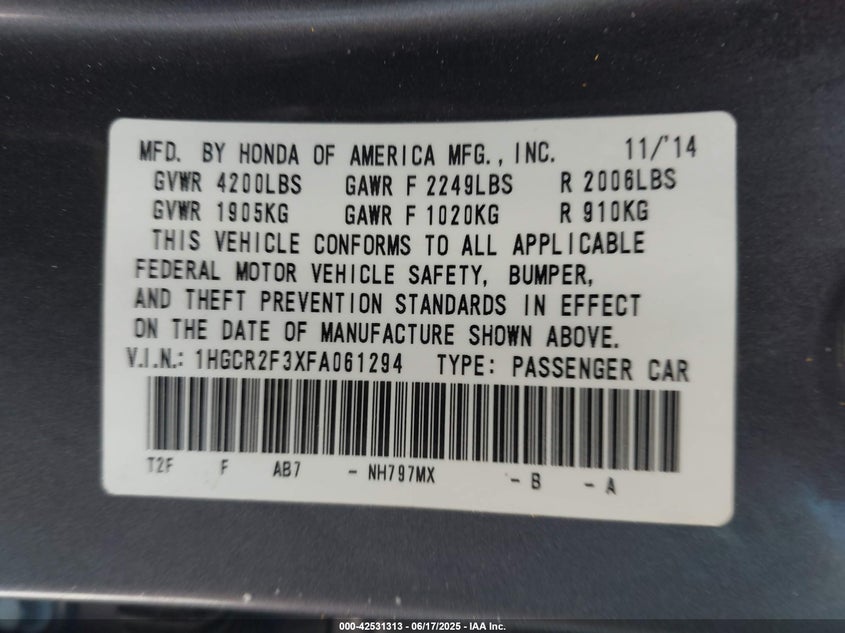 MFD. BY HONDA OF AMERICA MFG., INC. 11/'14
GVWR 4200LBS GAWR F 2249LBS R 2006LBS
GVWR 1905KG GAWR F 1020KG R 910KG
THIS VEHICLE CONFORMS TO ALL APPLICABLE
FEDERAL MOTOR VEHICLE SAFETY, BUMPER,
AND THEFT PREVENTION STANDARDS IN EFFECT
ON THE DATE OF MANUFACTURE SHOWN ABOVE.
V.I.N.: 1HGCR2F3XFA061294 TYPE: PASSENGER CAR
T2F F AB7 - NH797MX - B - A
000-42531313 - 06/17/2025 - IAA Inc.